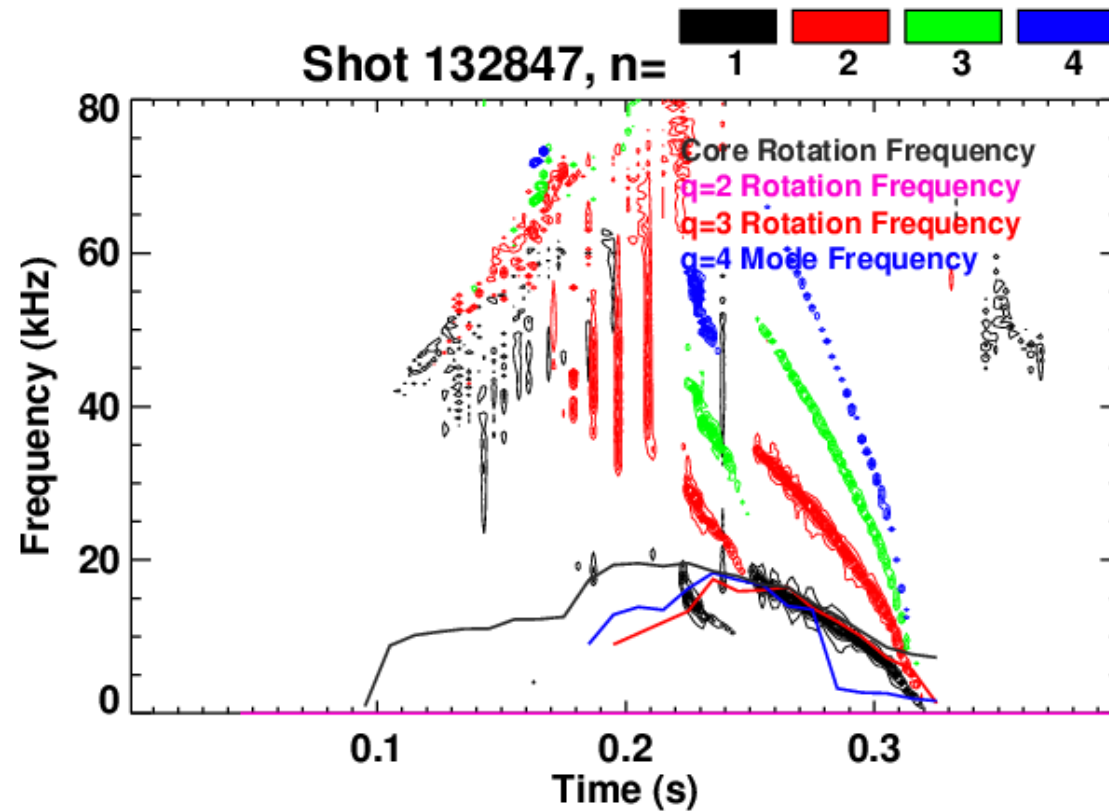 Shot 132847, n=
1 2 3 4
Core Rotation Frequency
q=2 Rotation Frequency
q=3 Rotation Frequency
q=4 Mode Frequency
Frequency (kHz)
80
60
40
20
0
0.1 0.2 0.3
Time (s)